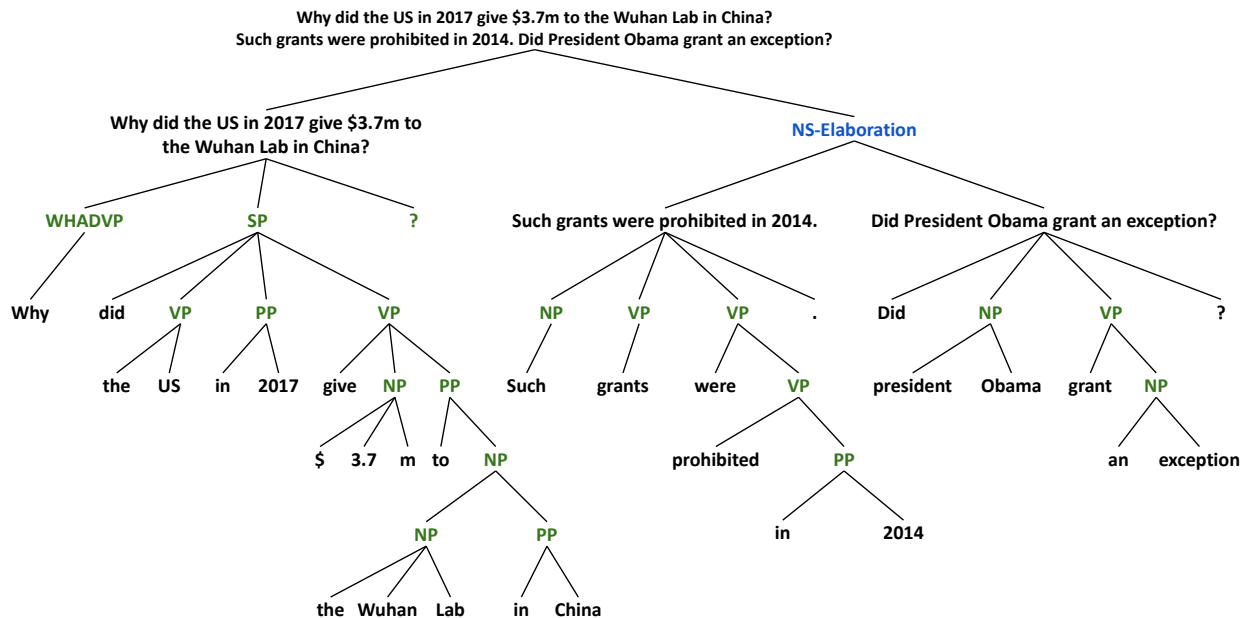 Why did the US in 2017 give $3.7m to the Wuhan Lab in China?
Such grants were prohibited in 2014. Did President Obama grant an exception?
Why did the US in 2017 give $3.7m to
the Wuhan Lab in China?
NS-Elaboration
WHADVP SP ? Such grants were prohibited in 2014. Did President Obama grant an exception?
Why did VP PP VP NP VP VP . Did NP VP ?
the US in 2017 give NP PP Such grants were VP president Obama grant NP
$ 3.7 m to NP prohibited PP an exception
NP PP in 2014
the Wuhan Lab in China